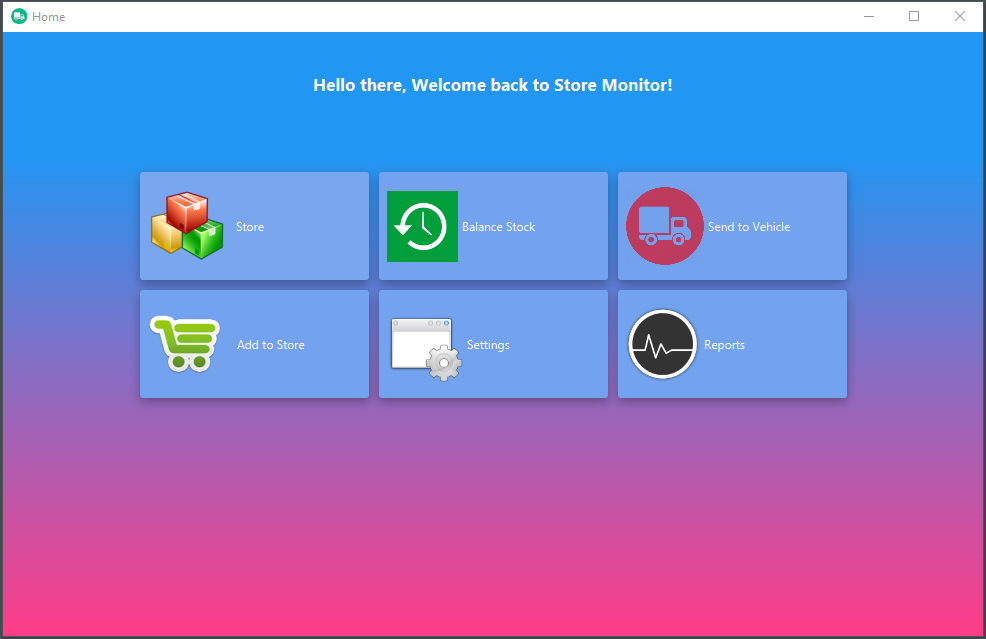 Home
Hello there, Welcome back to Store Monitor!
Store
Balance Stock
Send to Vehicle
Add to Store
Settings
Reports